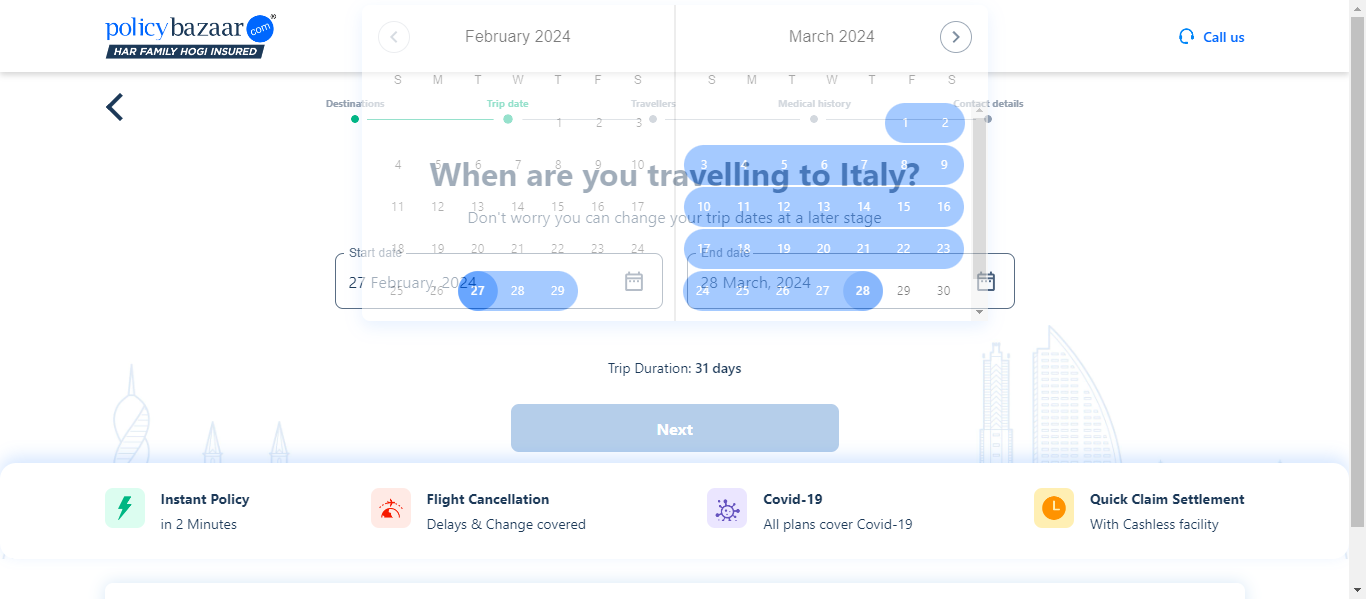 policybazaar.com
HAR FAMILY HOGI INSURED
Call us
February 2024
March 2024
S M T W T F S
S M T W T F S
Destinations
Trip date
Travellers
Medical history
Contact details
1 2 3
1 2
4 5 6 7 8 9 10
3 4 5 6 7 8 9
When are you travelling to Italy?
11 12 13 14 15 16 17
10 11 12 13 14 15 16
Don't worry you can change your trip dates at a later stage
18 19 20 21 22 23 24
17 18 19 20 21 22 23
Start date
27 February, 2024
End date
28 March, 2024
25 26 27 28 29
24 25 26 27 28 29 30
Trip Duration: 31 days
Next
Instant Policy
in 2 Minutes
Flight Cancellation
Delays & Change covered
Covid-19
All plans cover Covid-19
Quick Claim Settlement
With Cashless facility